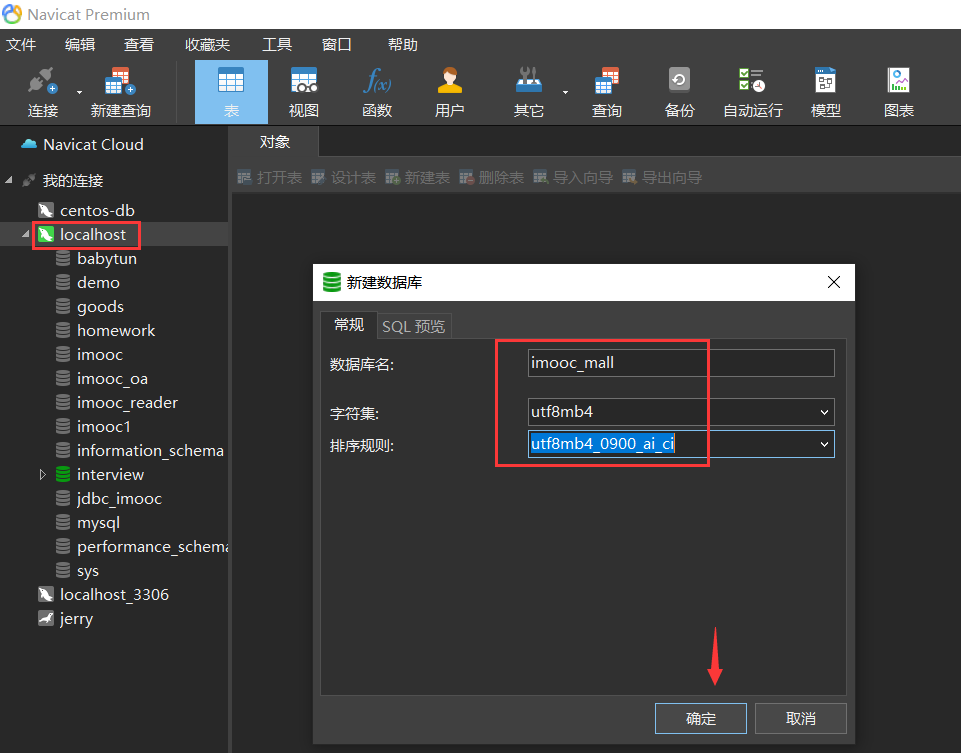 Navicat Premium
文件 编辑 查看 收藏夹 工具 窗口 帮助
连接 新建查询 表 视图 函数 用户 其它 查询 备份 自动运行 模型 图表
Navicat Cloud
对象
我的连接
打开表 设计表 新建表 删除表 导入向导 导出向导
centos-db
localhost
babytun
demo
goods
homework
imooc
imooc_oa
imooc_reader
imooc1
information_schema
interview
jdbc_imooc
mysql
performance_schema
sys
localhost_3306
jerry
新建数据库
常规 SQL 预览
数据库名: imooc_mall
字符集: utf8mb4
排序规则: utf8mb4_0900_ai_ci
确定 取消